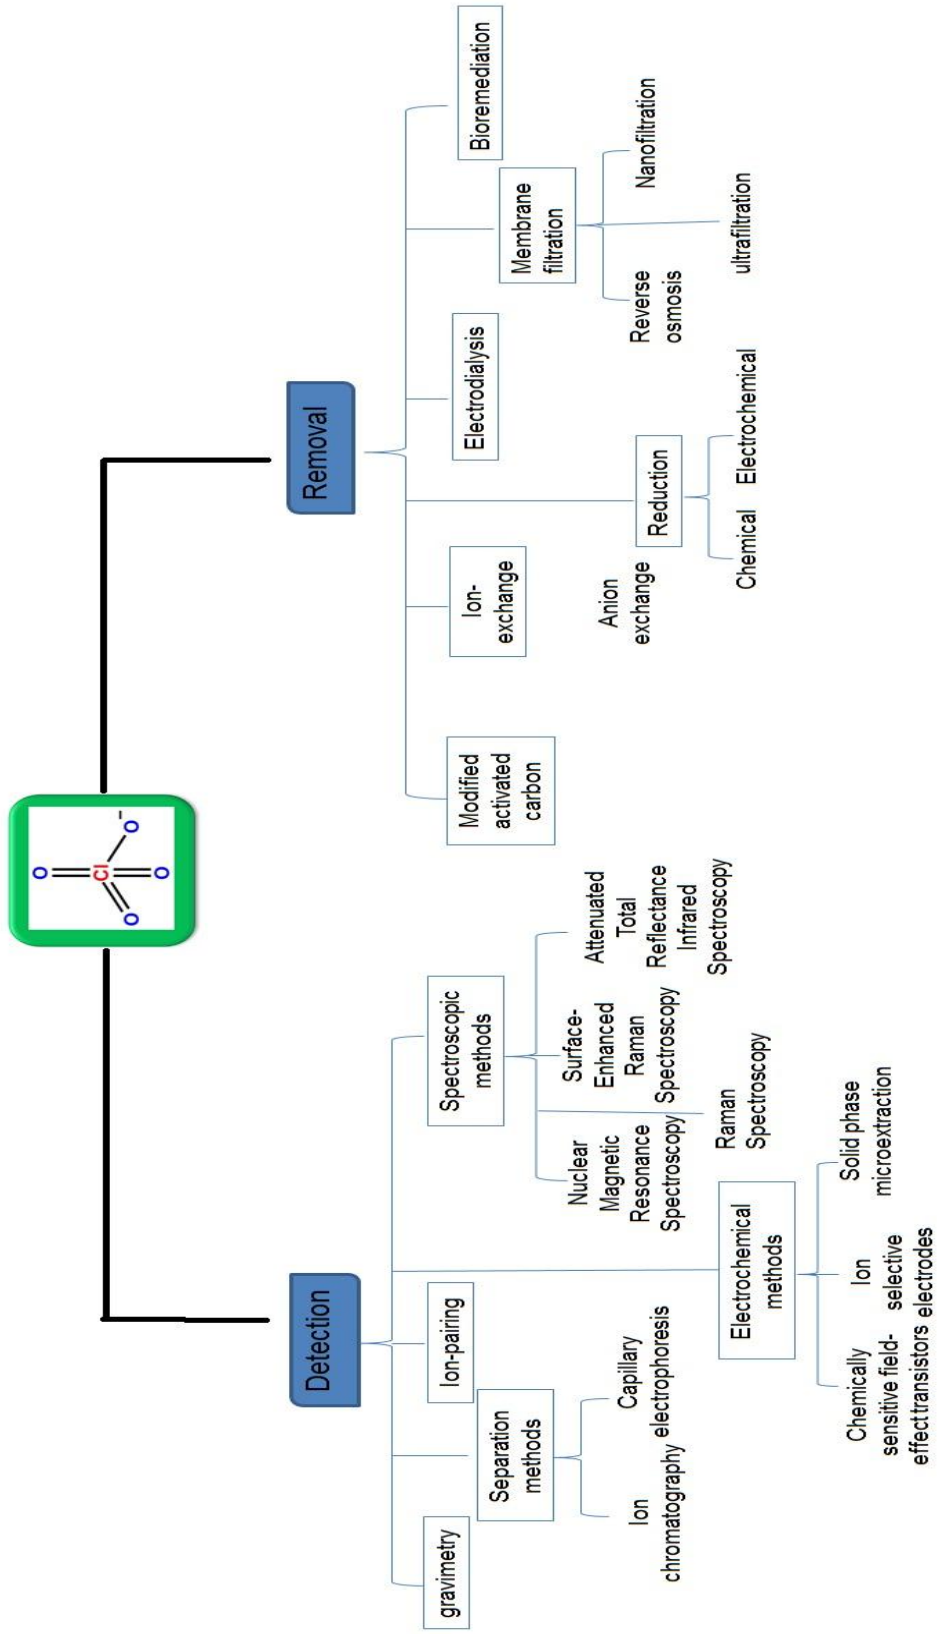 O
O
Cl
O
O
−
Detection
Removal
gravimetry
Separation
methods
Ion
chromatography
Capillary
electrophoresis
Ion-pairing
Electrochemical
methods
Chemically
sensitive field-
effect transistors
Ion
selective
electrodes
Solid phase
microextraction
Spectroscopic
methods
Nuclear
Magnetic
Resonance
Spectroscopy
Raman
Spectroscopy
Surface-
Enhanced
Raman
Spectroscopy
Attenuated
Total
Reflectance
Infrared
Spectroscopy
Modified
activated
carbon
Ion-
exchange
Anion
exchange
Reduction
Chemical
Electrochemical
Electrodialysis
Membrane
filtration
Reverse
osmosis
ultrafiltration
Nanofiltration
Bioremediation